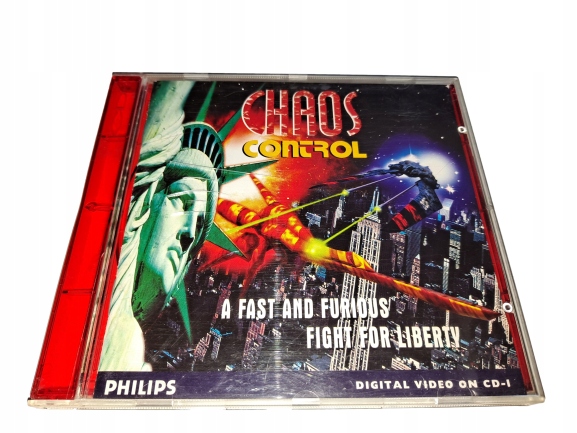 CHAOS
CONTROL
A FAST AND FURIOUS
FIGHT FOR LIBERTY
PHILIPS
DIGITAL VIDEO ON CD-I